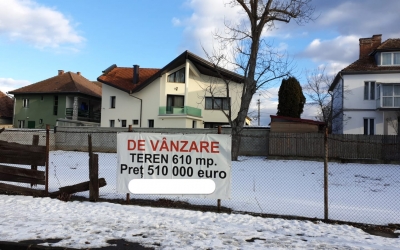 DE VÂNZARE
TEREN 610 mp.
Preț 510 000 euro